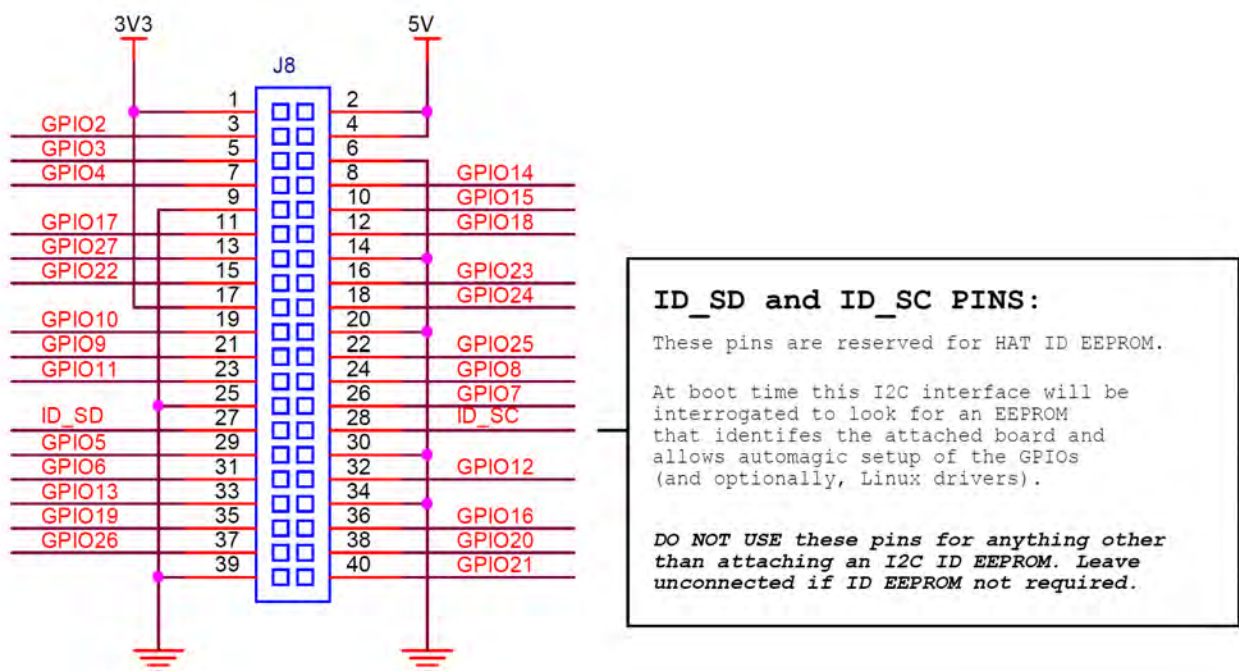 3V3 5V
J8
1 2
GPIO2 3 4
GPIO3 5 6
GPIO4 7 8 GPIO14
9 10 GPIO15
GPIO17 11 12 GPIO18
GPIO27 13 14
GPIO22 15 16 GPIO23
17 18 GPIO24
GPIO10 19 20
GPIO9 21 22 GPIO25
GPIO11 23 24 GPIO8
25 26 GPIO7
ID_SD 27 28 ID_SC
GPIO5 29 30
GPIO6 31 32 GPIO12
GPIO13 33 34
GPIO19 35 36 GPIO16
GPIO26 37 38 GPIO20
39 40 GPIO21
ID_SD and ID_SC PINS:
These pins are reserved for HAT ID EEPROM.
At boot time this I2C interface will be
interrogated to look for an EEPROM
that identifes the attached board and
allows automagic setup of the GPIOs
(and optionally, Linux drivers).
DO NOT USE these pins for anything other
than attaching an I2C ID EEPROM. Leave
unconnected if ID EEPROM not required.